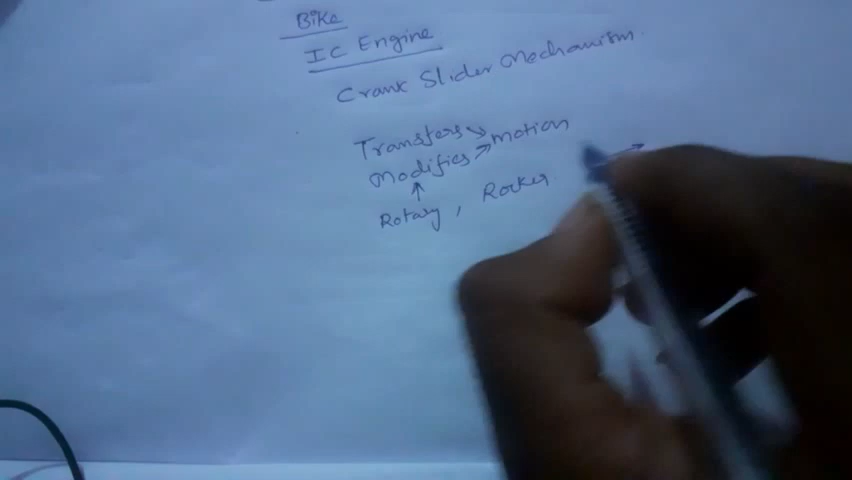 Bike
IC Engine
Crank Slider Mechanism.
Transfers ↘ motion
Modifies ↗
↑
Rotary, Rocker